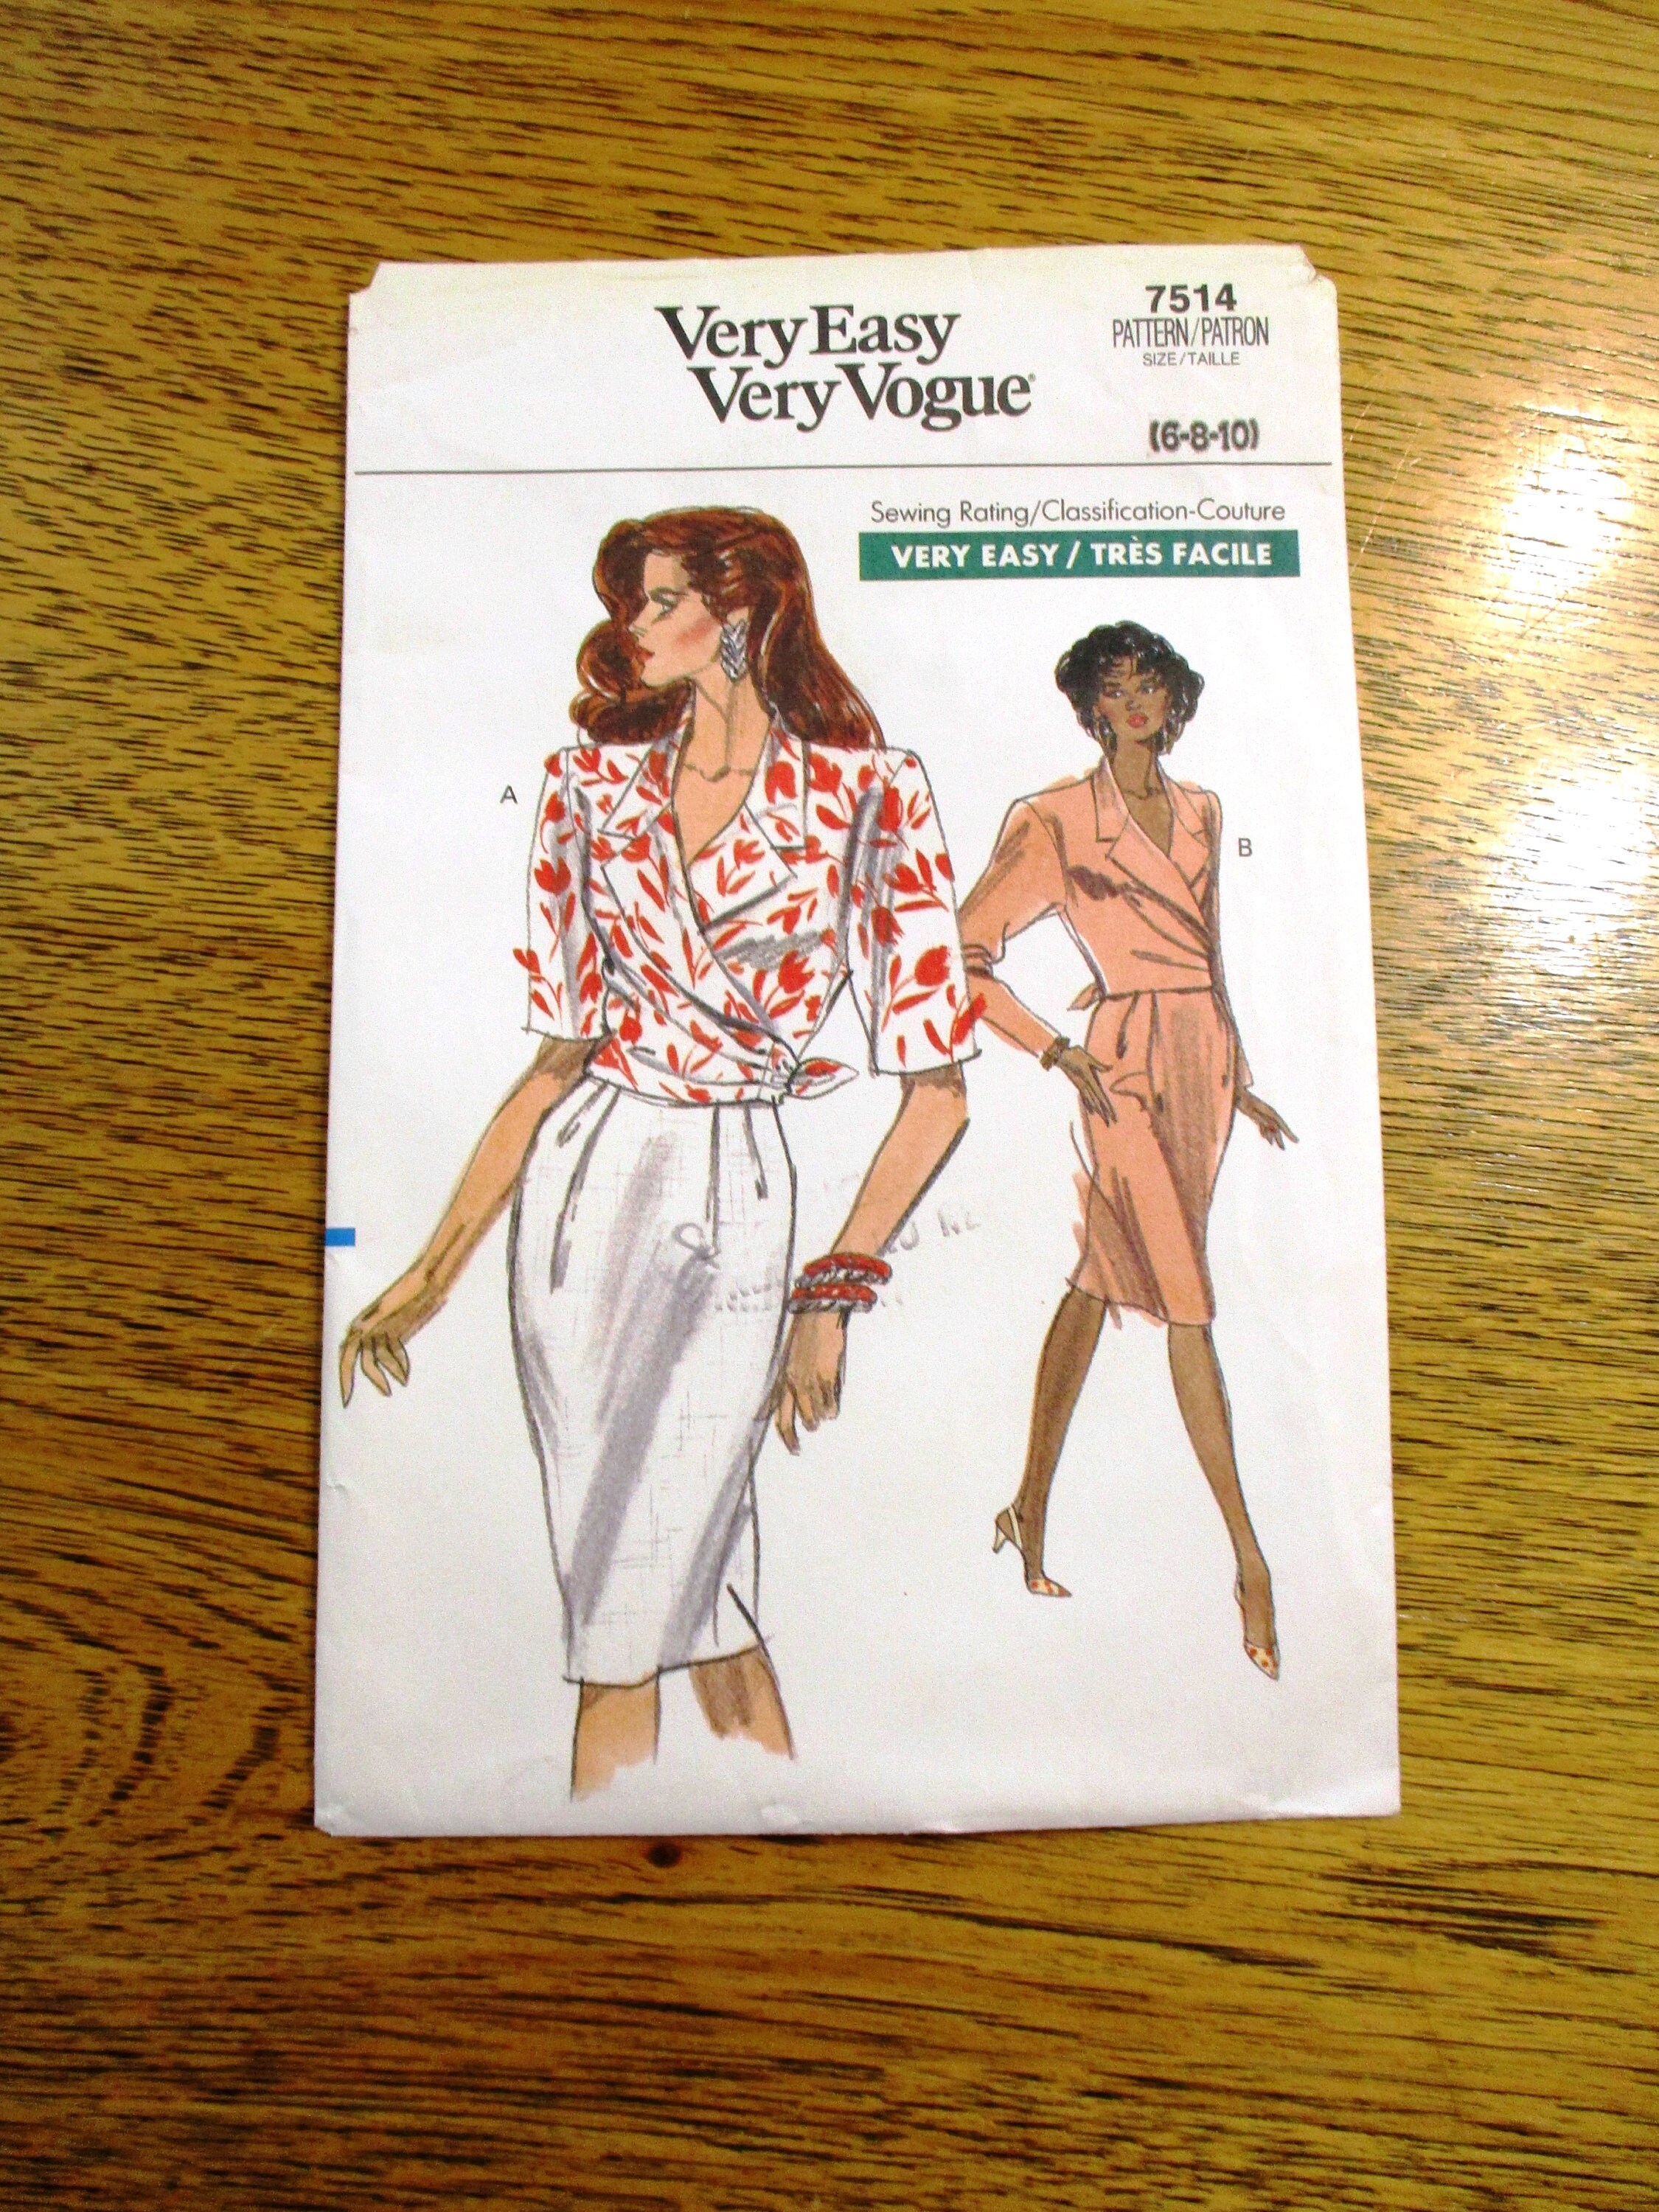 Very Easy
Very Vogue®
7514
PATTERN/PATRON
SIZE/TAILLE
(6-8-10)
Sewing Rating/Classification-Couture
VERY EASY / TRÈS FACILE
A
B